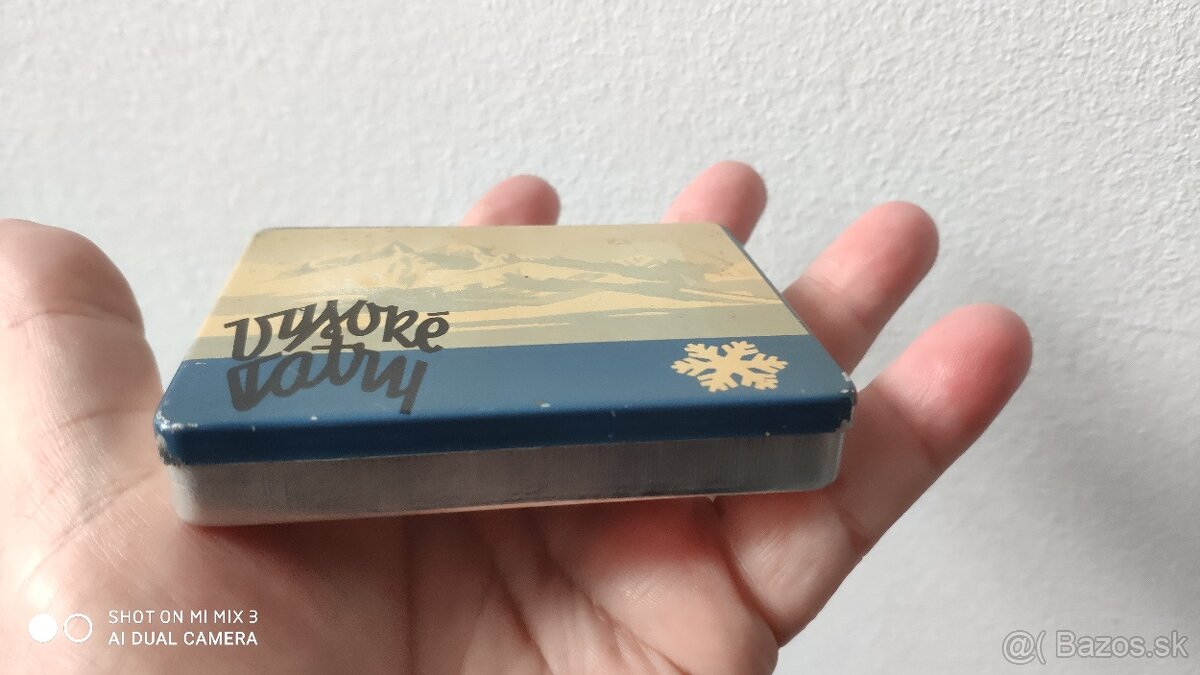 Vysoké
Tatry
SHOT ON MI MIX 3
AI DUAL CAMERA
@( Bazos.sk